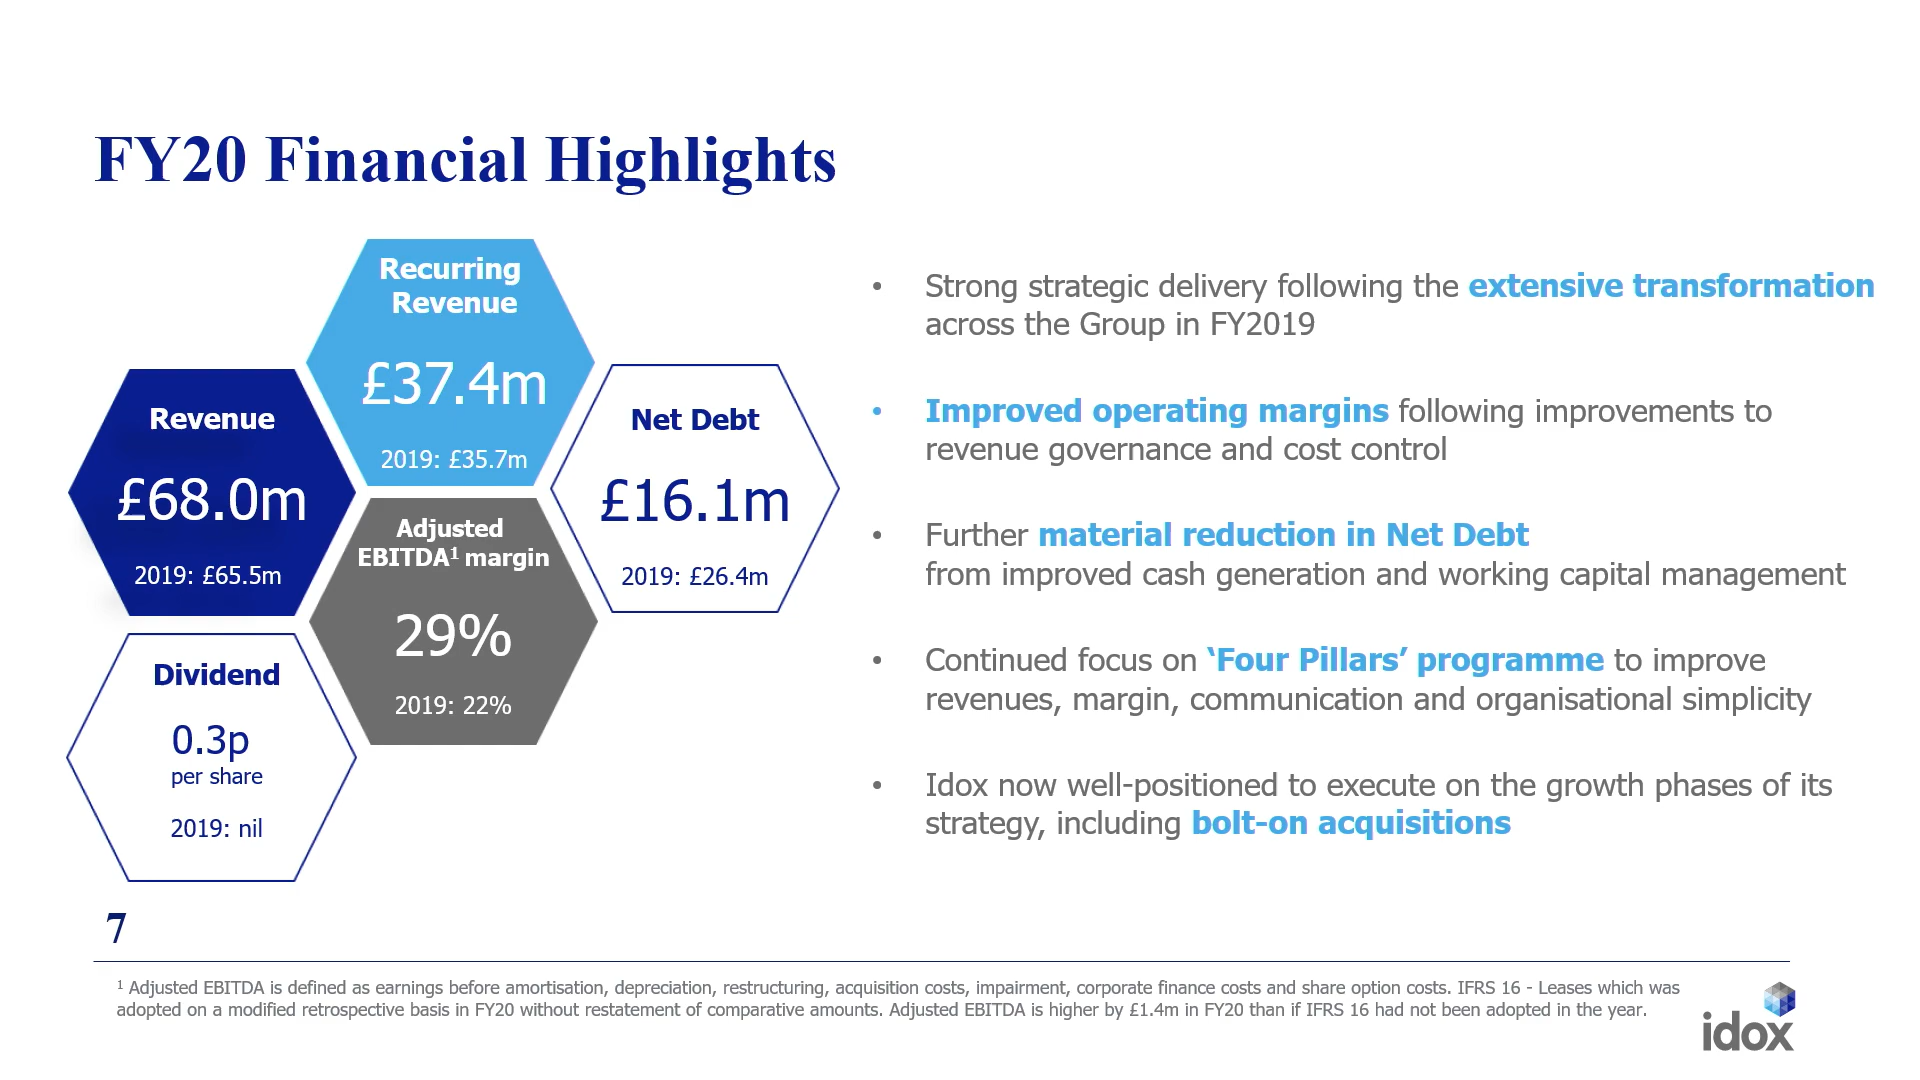 FY20 Financial Highlights
Recurring
Revenue
£37.4m
2019: £35.7m
Revenue
£68.0m
2019: £65.5m
Net Debt
£16.1m
2019: £26.4m
Adjusted
EBITDA¹ margin
29%
2019: 22%
Dividend
0.3p
per share
2019: nil
• Strong strategic delivery following the extensive transformation
across the Group in FY2019
• Improved operating margins following improvements to
revenue governance and cost control
• Further material reduction in Net Debt
from improved cash generation and working capital management
• Continued focus on ‘Four Pillars’ programme to improve
revenues, margin, communication and organisational simplicity
• Idox now well-positioned to execute on the growth phases of its
strategy, including bolt-on acquisitions
7
¹ Adjusted EBITDA is defined as earnings before amortisation, depreciation, restructuring, acquisition costs, impairment, corporate finance costs and share option costs. IFRS 16 - Leases which was
adopted on a modified retrospective basis in FY20 without restatement of comparative amounts. Adjusted EBITDA is higher by £1.4m in FY20 than if IFRS 16 had not been adopted in the year.
idox